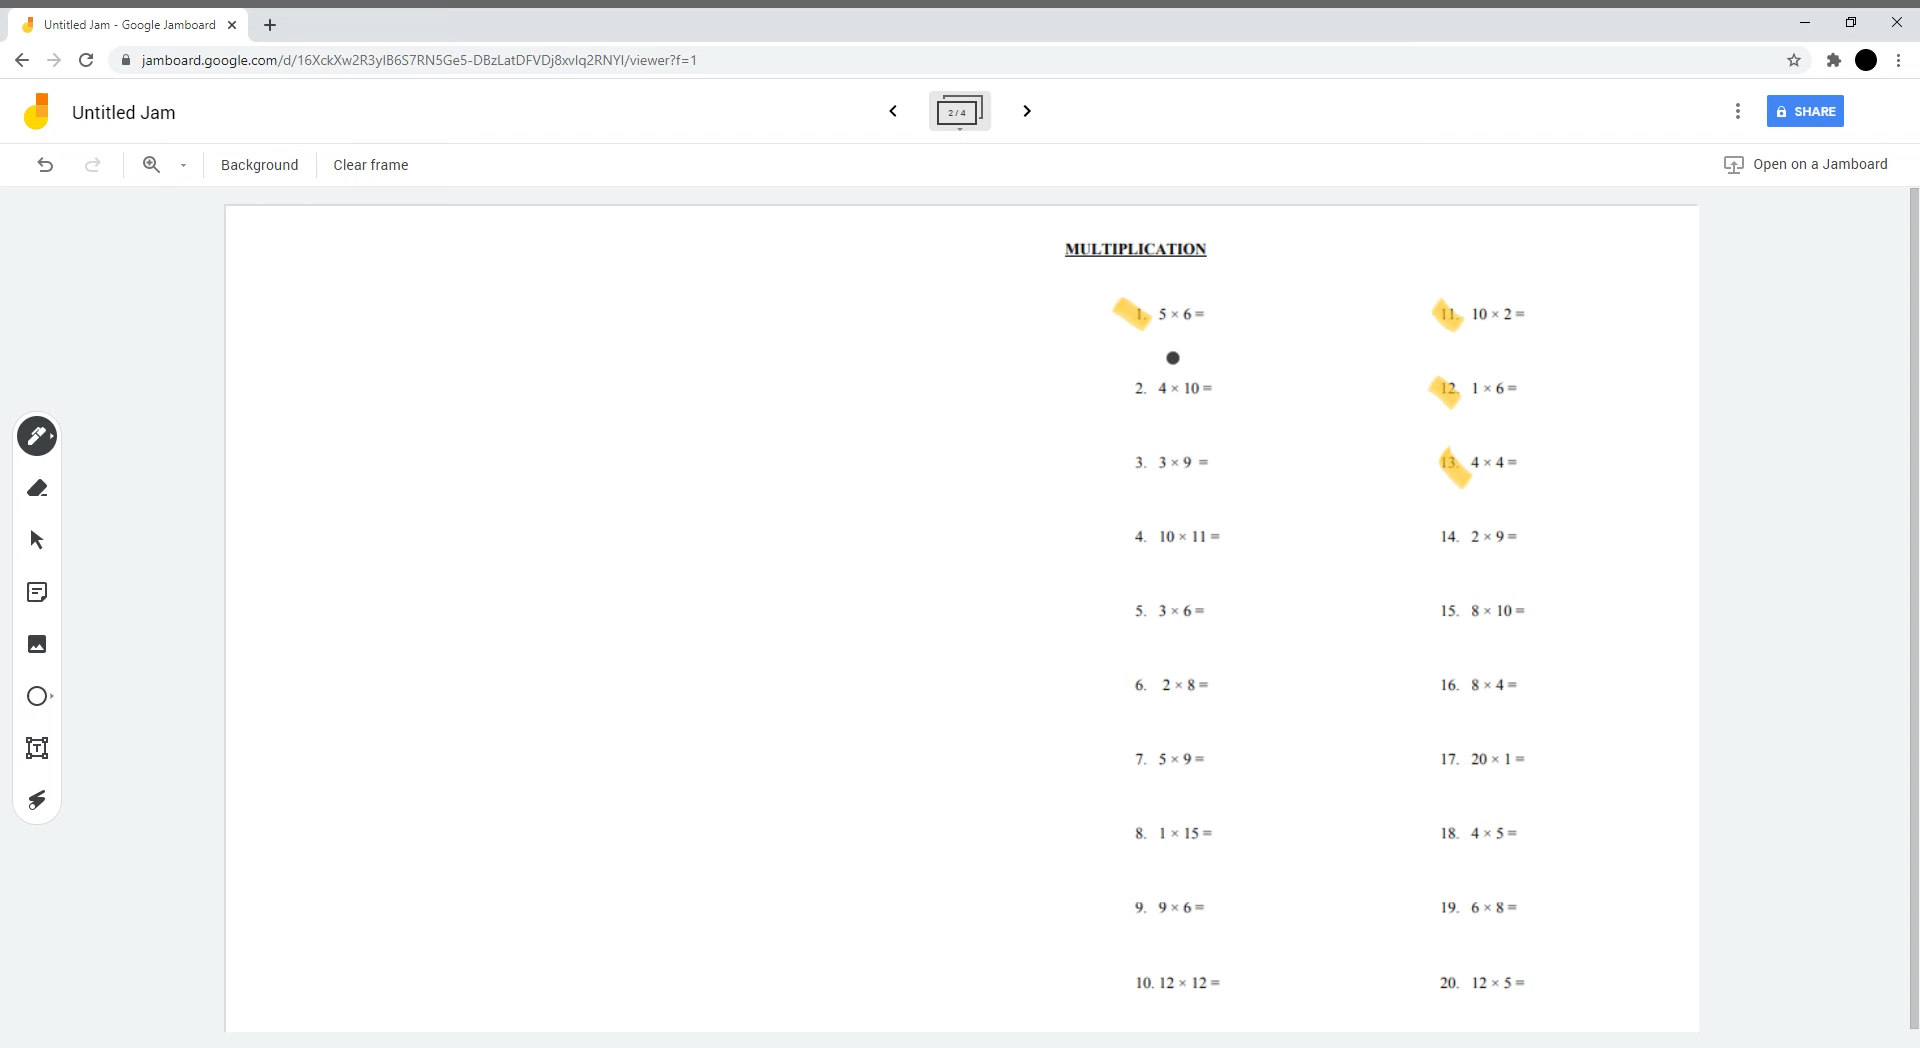 Untitled Jam - Google Jamboard
jamboard.google.com/d/16XckXw2R3yIB6S7RN5Ge5-DBzLatDFVDj8xvIq2RNYI/viewer?f=1
Untitled Jam
2 / 4
SHARE
Background
Clear frame
Open on a Jamboard
MULTIPLICATION
1. 5 × 6 =
2. 4 × 10 =
3. 3 × 9 =
4. 10 × 11 =
5. 3 × 6 =
6. 2 × 8 =
7. 5 × 9 =
8. 1 × 15 =
9. 9 × 6 =
10. 12 × 12 =
11. 10 × 2 =
12. 1 × 6 =
13. 4 × 4 =
14. 2 × 9 =
15. 8 × 10 =
16. 8 × 4 =
17. 20 × 1 =
18. 4 × 5 =
19. 6 × 8 =
20. 12 × 5 =